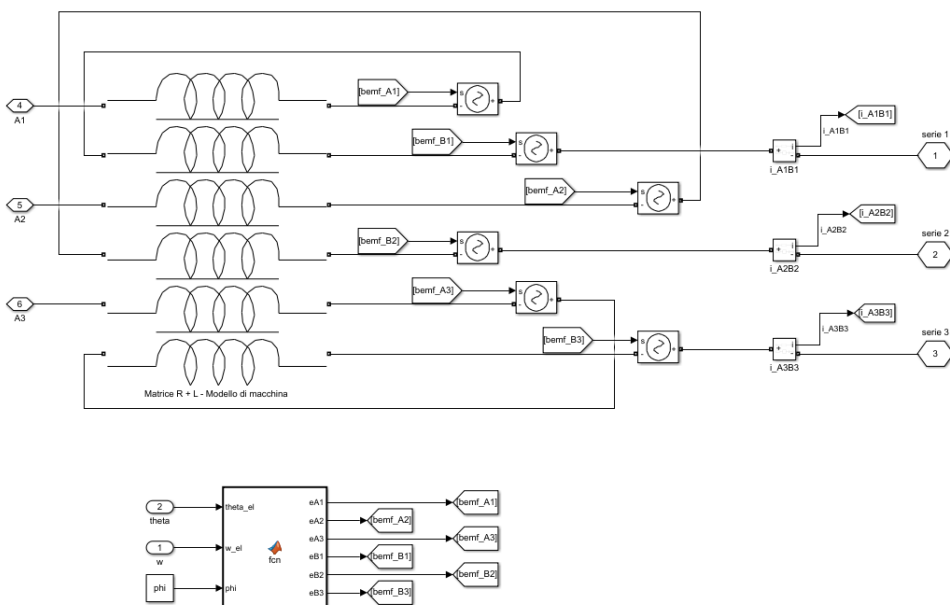 4
A1
[bemf_A1]
s
+
-
[bemf_B1]
s
+
-
i_A1B1
[i_A1B1]
+
i
-
i_A1B1
serie 1
1
5
A2
[bemf_A2]
s
+
-
[bemf_B2]
s
+
-
i_A2B2
[i_A2B2]
+
i
-
i_A2B2
serie 2
2
6
A3
[bemf_A3]
s
+
-
[bemf_B3]
s
+
-
i_A3B3
[i_A3B3]
+
i
-
i_A3B3
serie 3
3
Matrice R + L - Modello di macchina
2
theta
1
w
phi
theta_el
w_el
phi
fcn
eA1
eA2
eA3
eB1
eB2
eB3
[bemf_A1]
[bemf_A2]
[bemf_A3]
[bemf_B1]
[bemf_B2]
[bemf_B3]